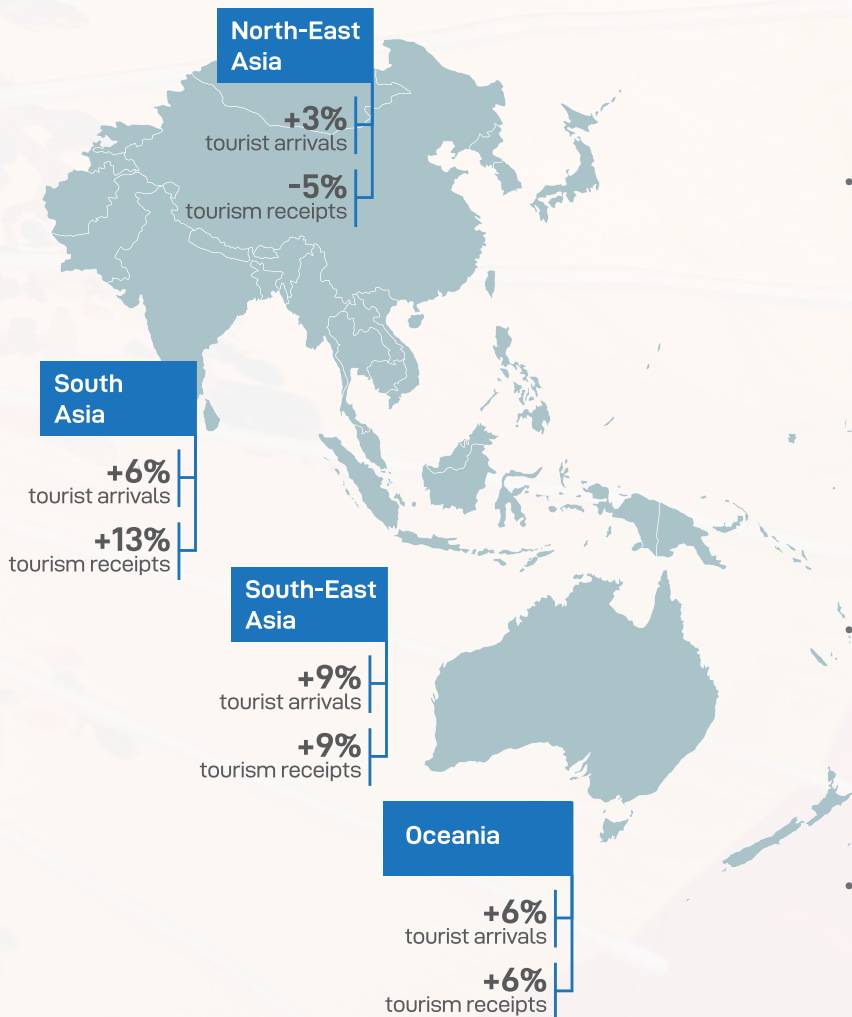 North-East
Asia
+3%
tourist arrivals
-5%
tourism receipts
South
Asia
+6%
tourist arrivals
+13%
tourism receipts
South-East
Asia
+9%
tourist arrivals
+9%
tourism receipts
Oceania
+6%
tourist arrivals
+6%
tourism receipts